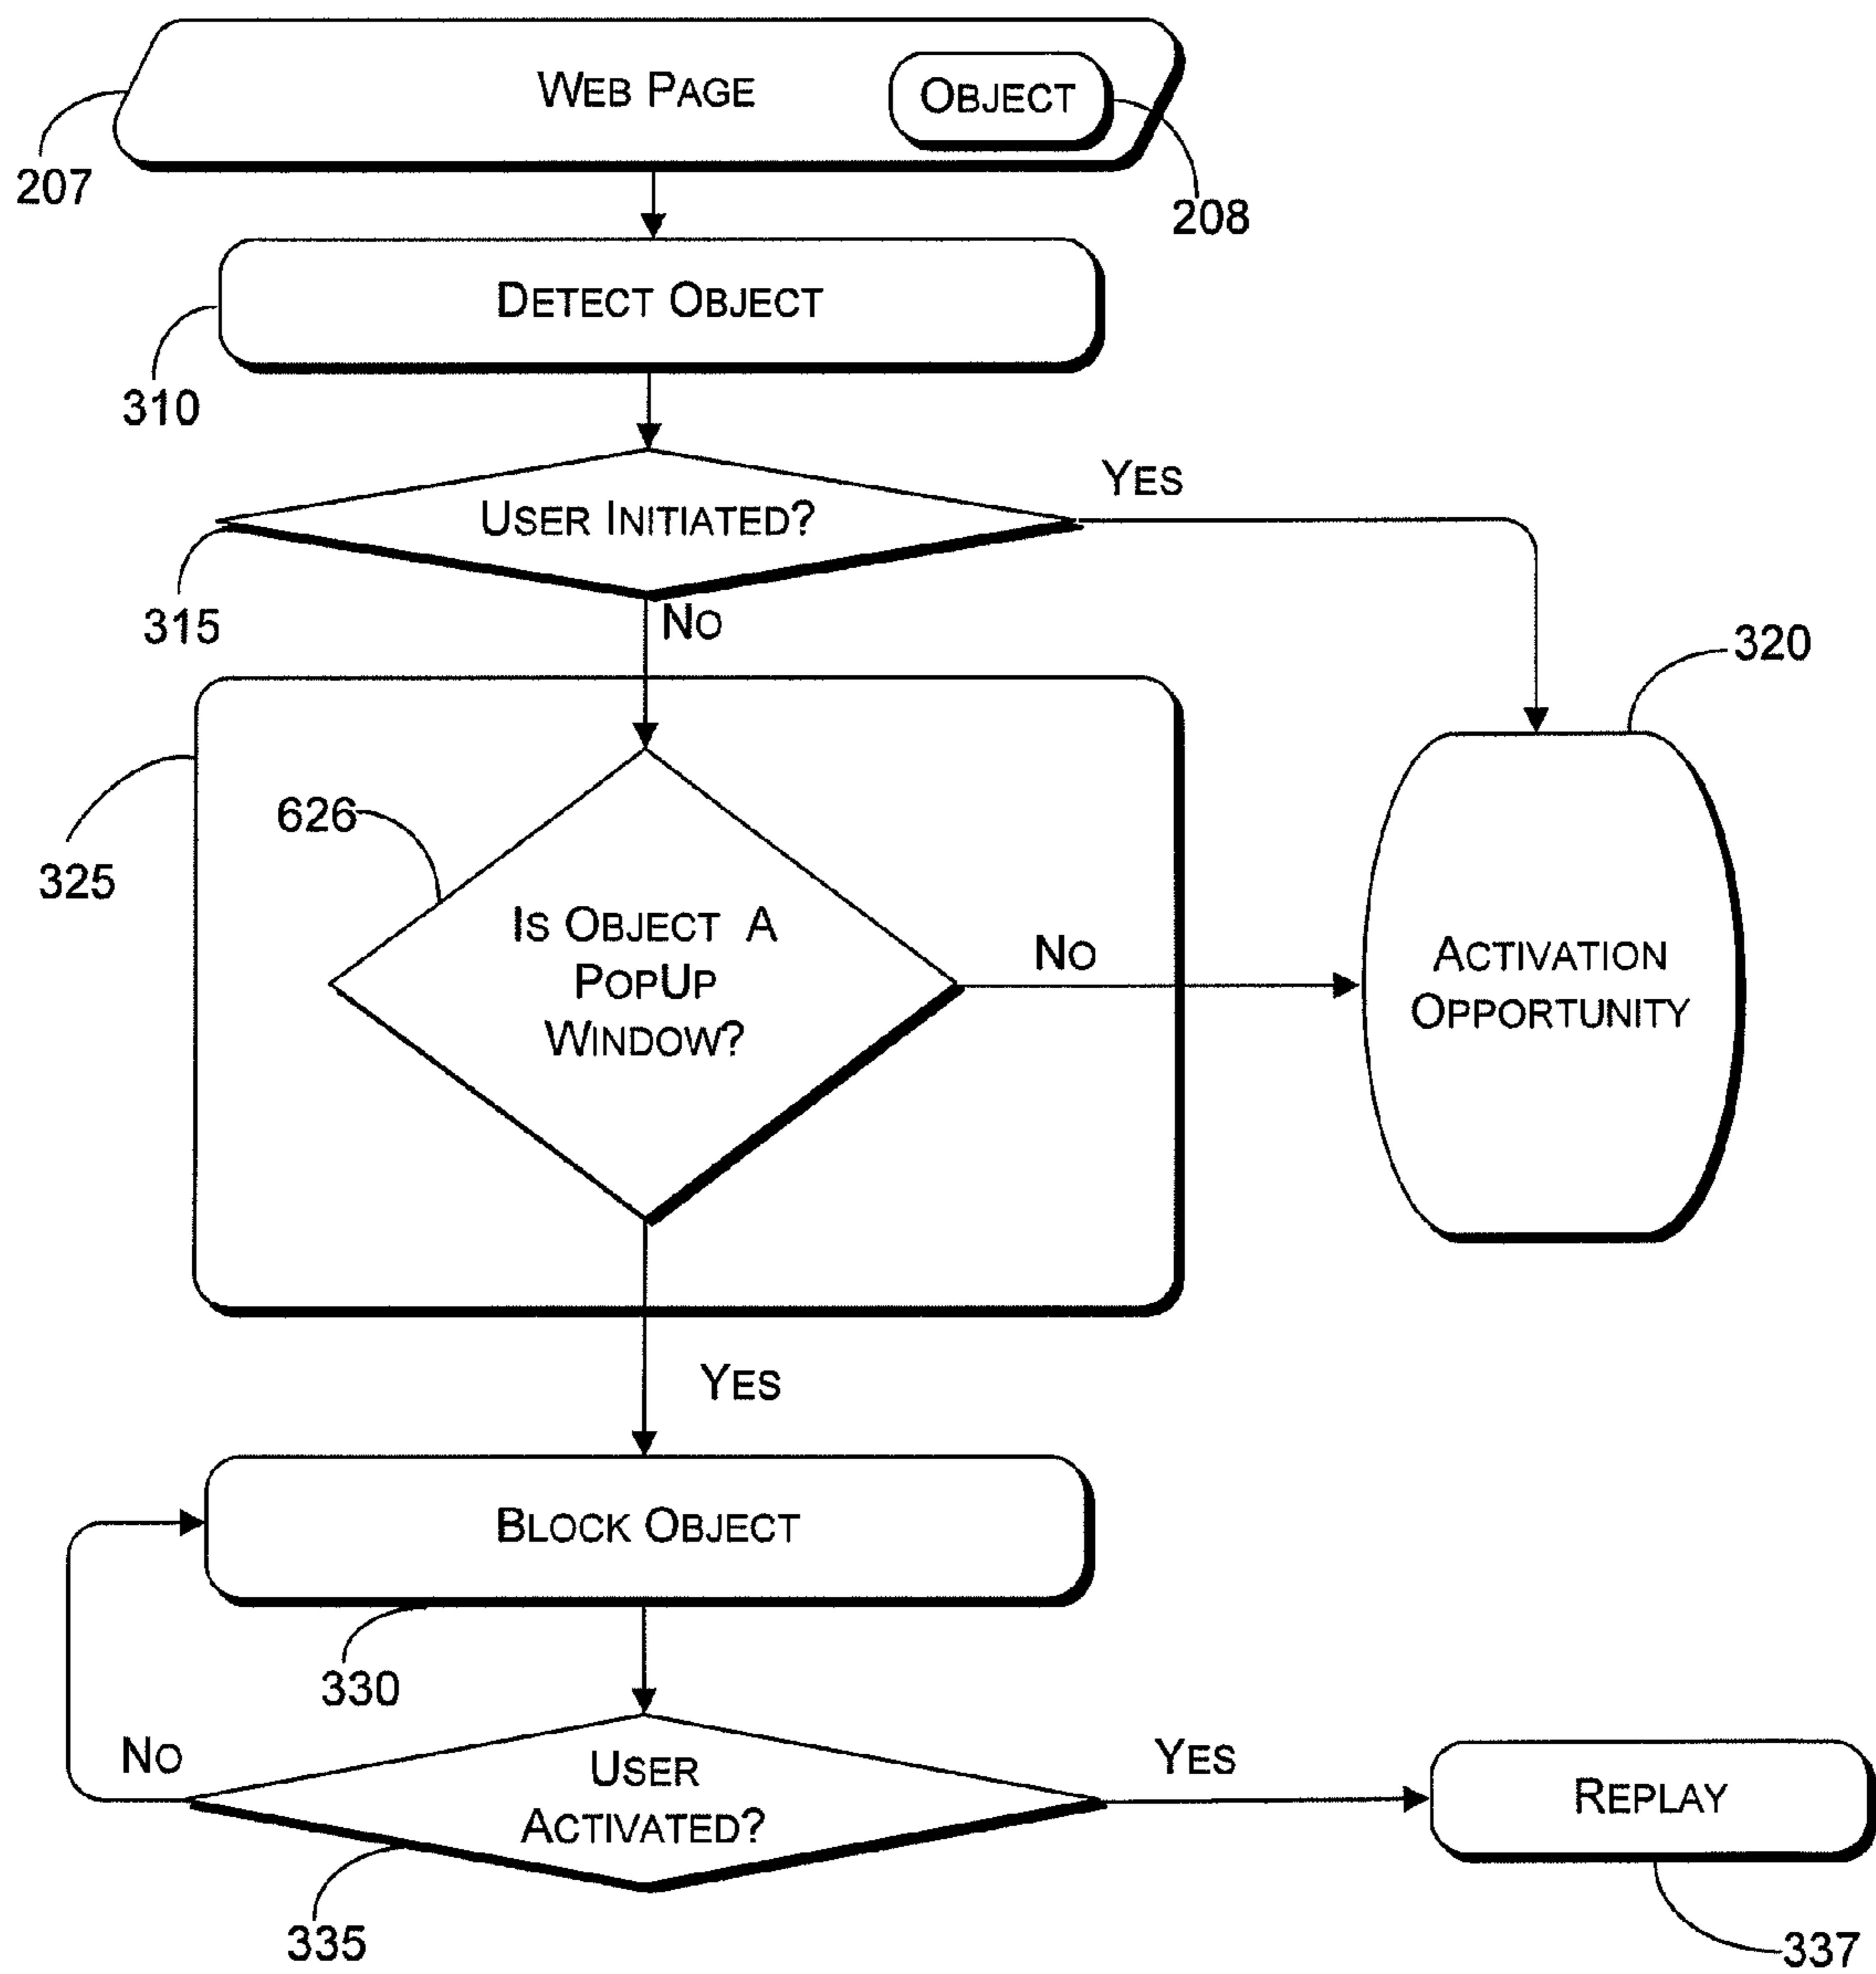 WEB PAGE
OBJECT
207
208
DETECT OBJECT
310
YES
USER INITIATED?
315
NO
320
626
325
IS OBJECT A
POPUP
WINDOW?
NO
ACTIVATION
OPPORTUNITY
YES
BLOCK OBJECT
330
NO
USER
ACTIVATED?
YES
REPLAY
335
337